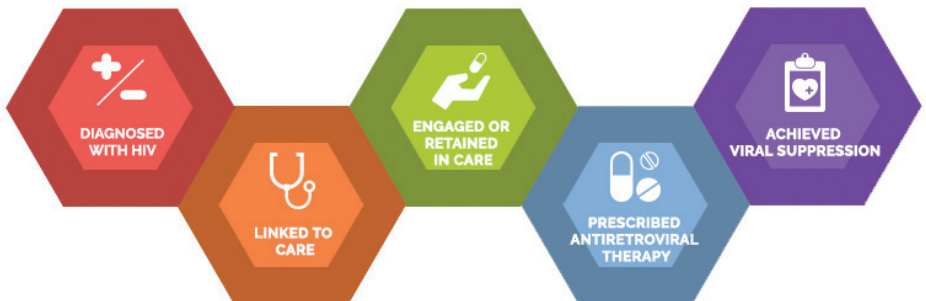 DIAGNOSED
WITH HIV
LINKED TO
CARE
ENGAGED OR
RETAINED
IN CARE
PRESCRIBED
ANTIRETROVIRAL
THERAPY
ACHIEVED
VIRAL SUPPRESSION